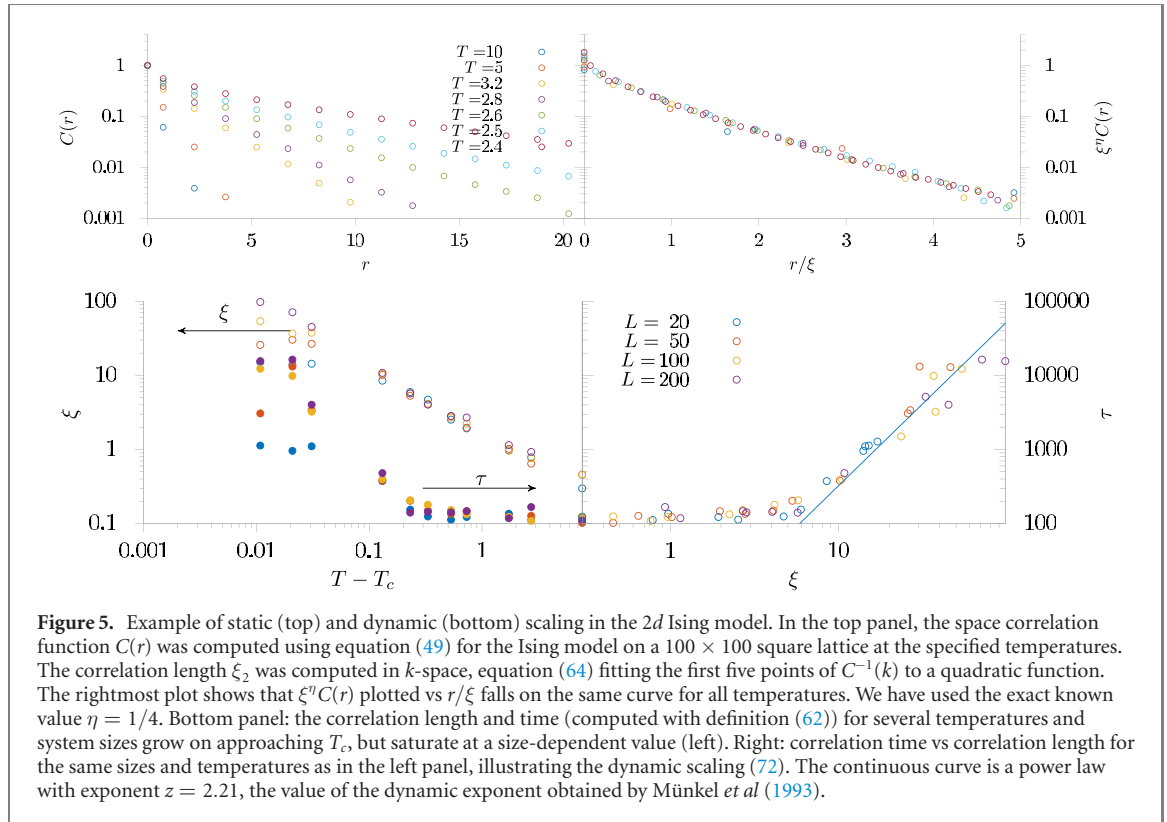 1
0.1
0.01
0.001
C(r)
0
5
10
15
20
r
T =10
T =5
T =3.2
T =2.8
T =2.6
T =2.5
T =2.4
0
1
2
3
4
5
r/ξ
1
0.1
0.01
0.001
ξ^η C(r)
100
10
1
0.1
ξ
ξ
τ
0.001
0.01
0.1
1
T − T_c
L = 20
L = 50
L = 100
L = 200
1
10
ξ
100000
10000
1000
100
τ
Figure 5. Example of static (top) and dynamic (bottom) scaling in the 2d Ising model. In the top panel, the space correlation
function C(r) was computed using equation (49) for the Ising model on a 100 × 100 square lattice at the specified temperatures.
The correlation length ξ₂ was computed in k-space, equation (64) fitting the first five points of C⁻¹(k) to a quadratic function.
The rightmost plot shows that ξ^η C(r) plotted vs r/ξ falls on the same curve for all temperatures. We have used the exact known
value η = 1/4. Bottom panel: the correlation length and time (computed with definition (62)) for several temperatures and
system sizes grow on approaching T_c, but saturate at a size-dependent value (left). Right: correlation time vs correlation length for
the same sizes and temperatures as in the left panel, illustrating the dynamic scaling (72). The continuous curve is a power law
with exponent z = 2.21, the value of the dynamic exponent obtained by Münkel et al (1993).